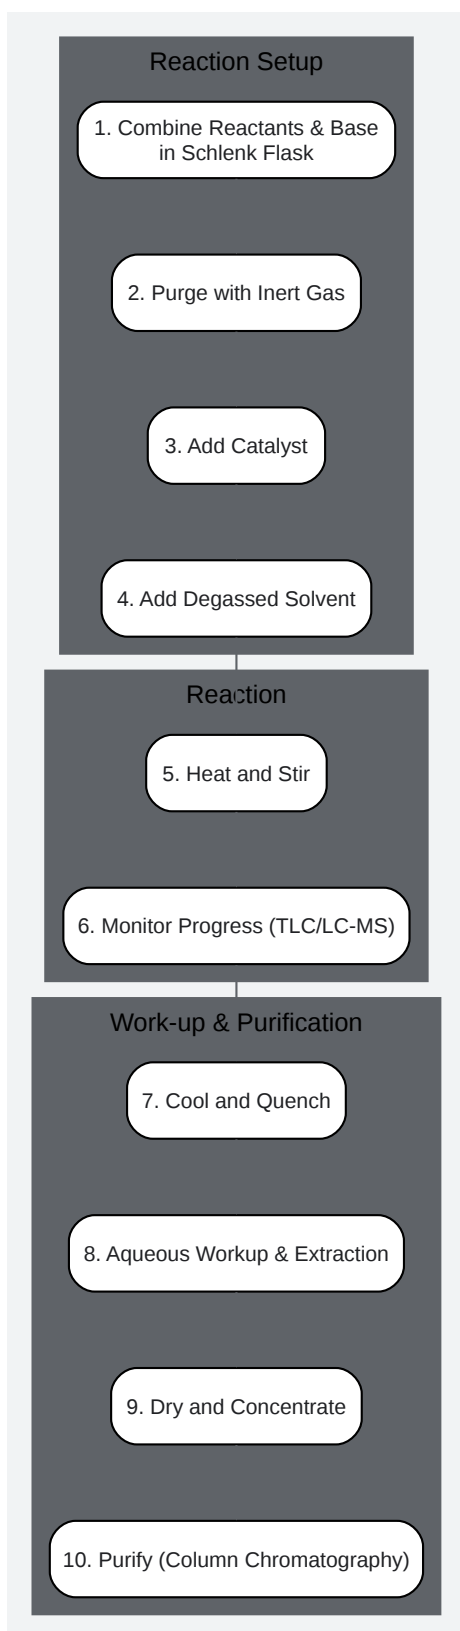 Reaction Setup
1. Combine Reactants & Base
in Schlenk Flask
2. Purge with Inert Gas
3. Add Catalyst
4. Add Degassed Solvent
Reaction
5. Heat and Stir
6. Monitor Progress (TLC/LC-MS)
Work-up & Purification
7. Cool and Quench
8. Aqueous Workup & Extraction
9. Dry and Concentrate
10. Purify (Column Chromatography)